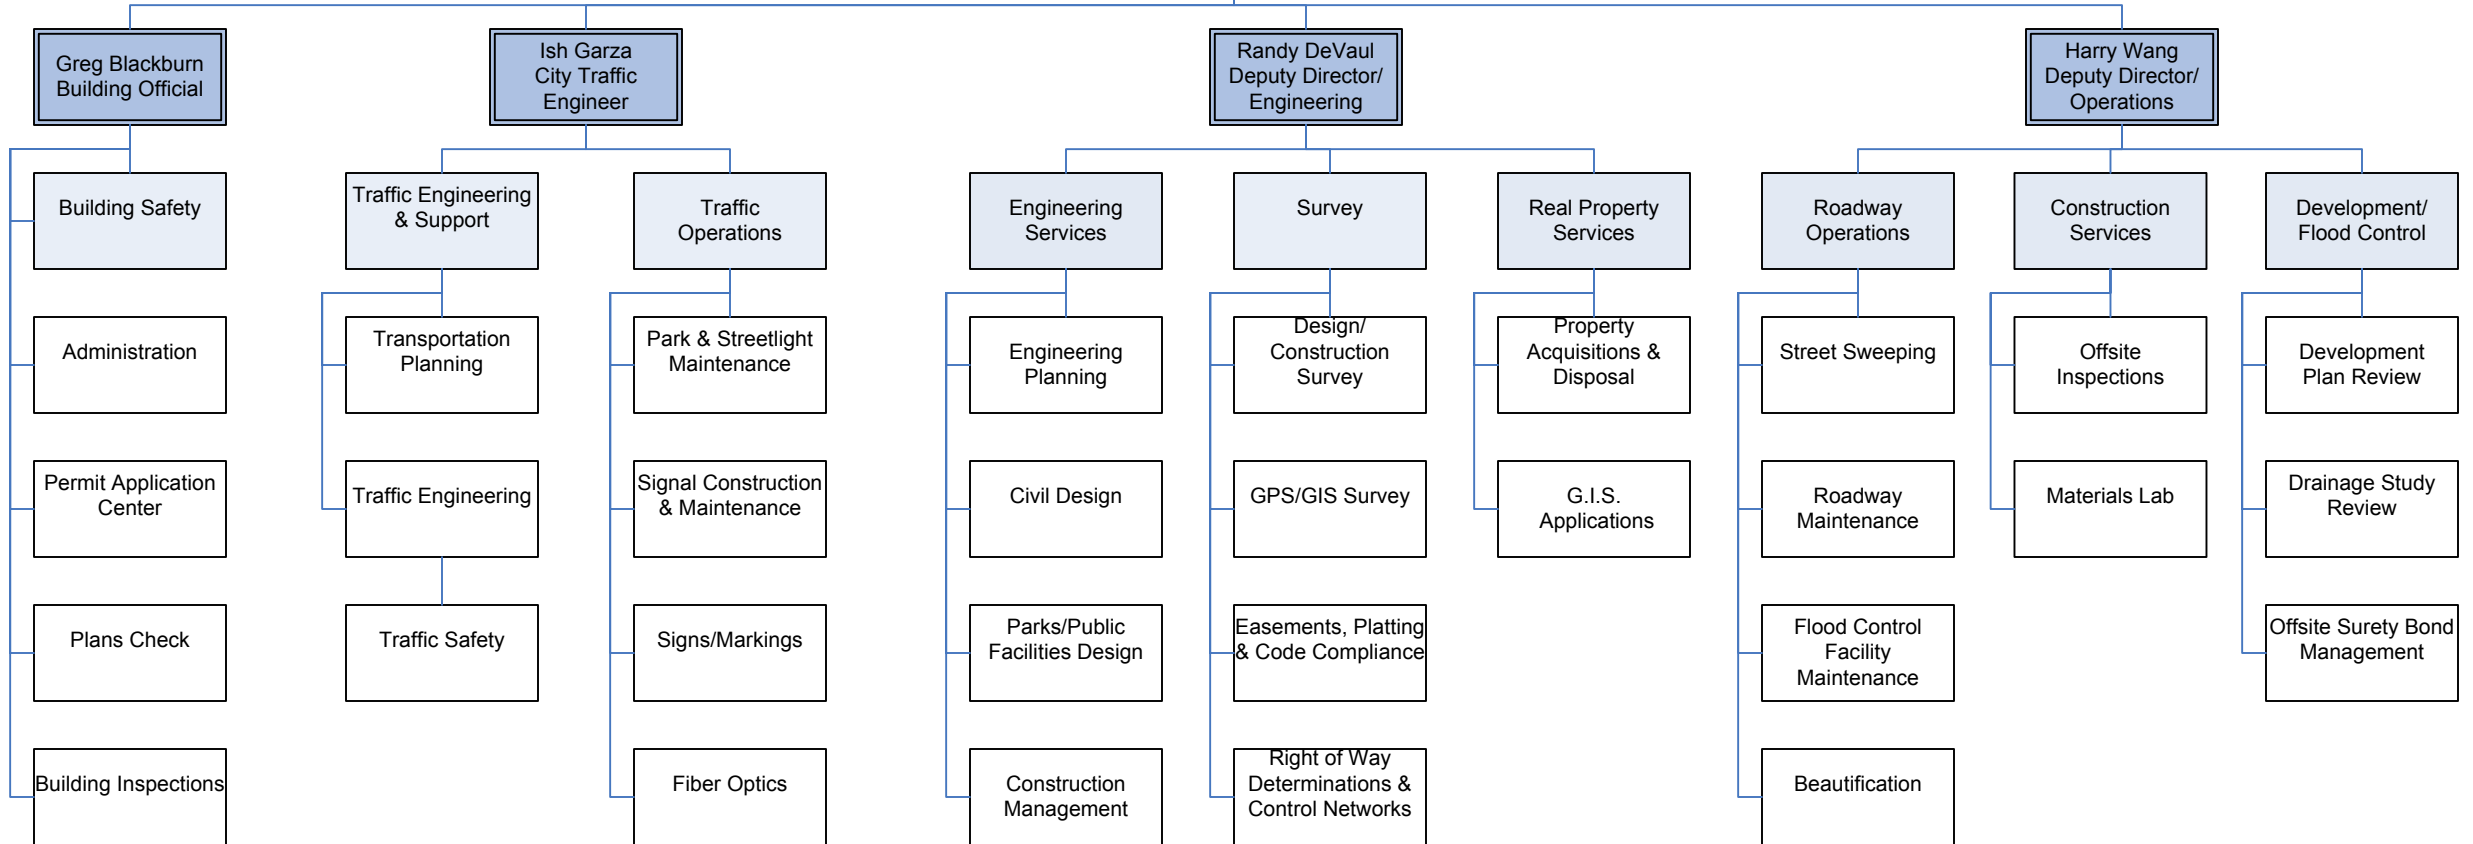 Greg Blackburn
Building Official
Ish Garza
City Traffic
Engineer
Randy DeVaul
Deputy Director/
Engineering
Harry Wang
Deputy Director/
Operations
Building Safety
Traffic Engineering
& Support
Traffic
Operations
Engineering
Services
Survey
Real Property
Services
Roadway
Operations
Construction
Services
Development/
Flood Control
Administration
Transportation
Planning
Park & Streetlight
Maintenance
Engineering
Planning
Design/
Construction
Survey
Property
Acquisitions &
Disposal
Street Sweeping
Offsite
Inspections
Development
Plan Review
Permit Application
Center
Traffic Engineering
Signal Construction
& Maintenance
Civil Design
GPS/GIS Survey
G.I.S.
Applications
Roadway
Maintenance
Materials Lab
Drainage Study
Review
Plans Check
Traffic Safety
Signs/Markings
Parks/Public
Facilities Design
Easements, Platting
& Code Compliance
Flood Control
Facility
Maintenance
Offsite Surety Bond
Management
Building Inspections
Fiber Optics
Construction
Management
Right of Way
Determinations &
Control Networks
Beautification